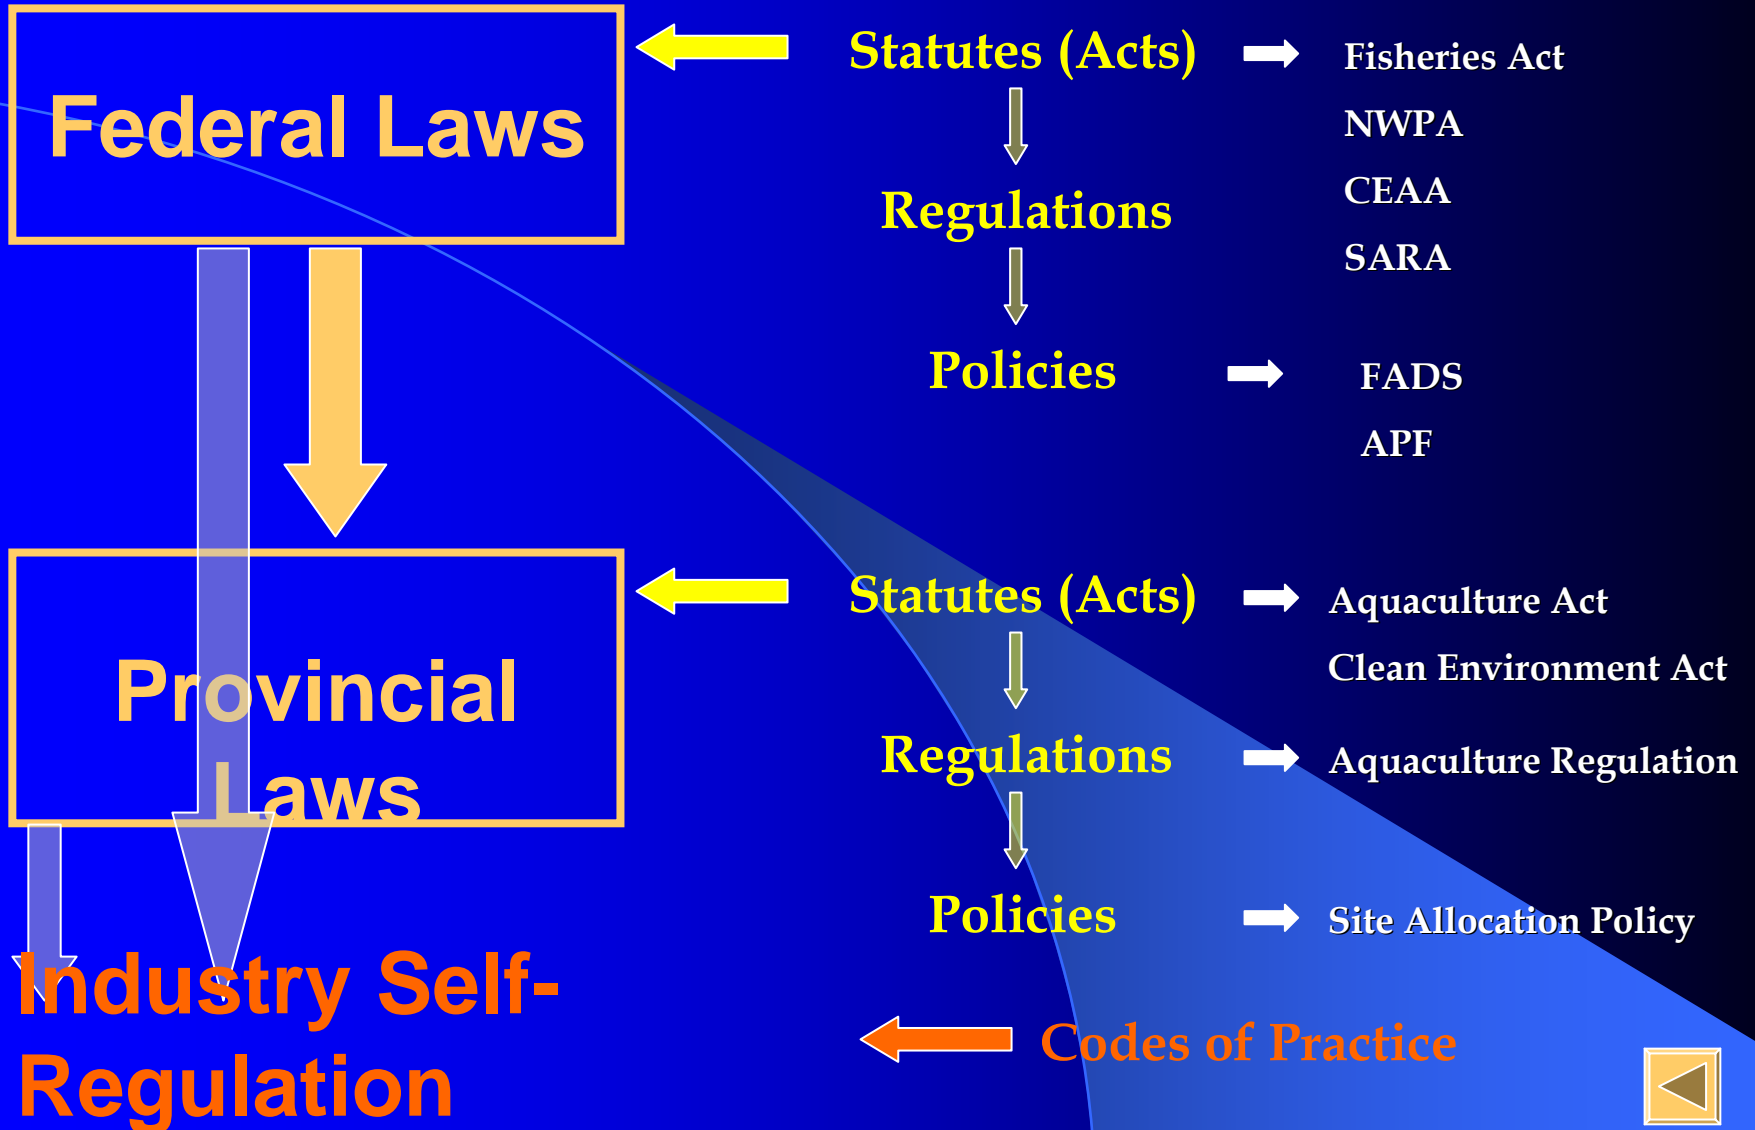 Federal Laws
Statutes (Acts)
Fisheries Act
NWPA
CEAA
SARA
Regulations
Policies
FADS
APF
Provincial
Laws
Statutes (Acts)
Aquaculture Act
Clean Environment Act
Regulations
Aquaculture Regulation
Policies
Site Allocation Policy
Industry Self-
Regulation
Codes of Practice